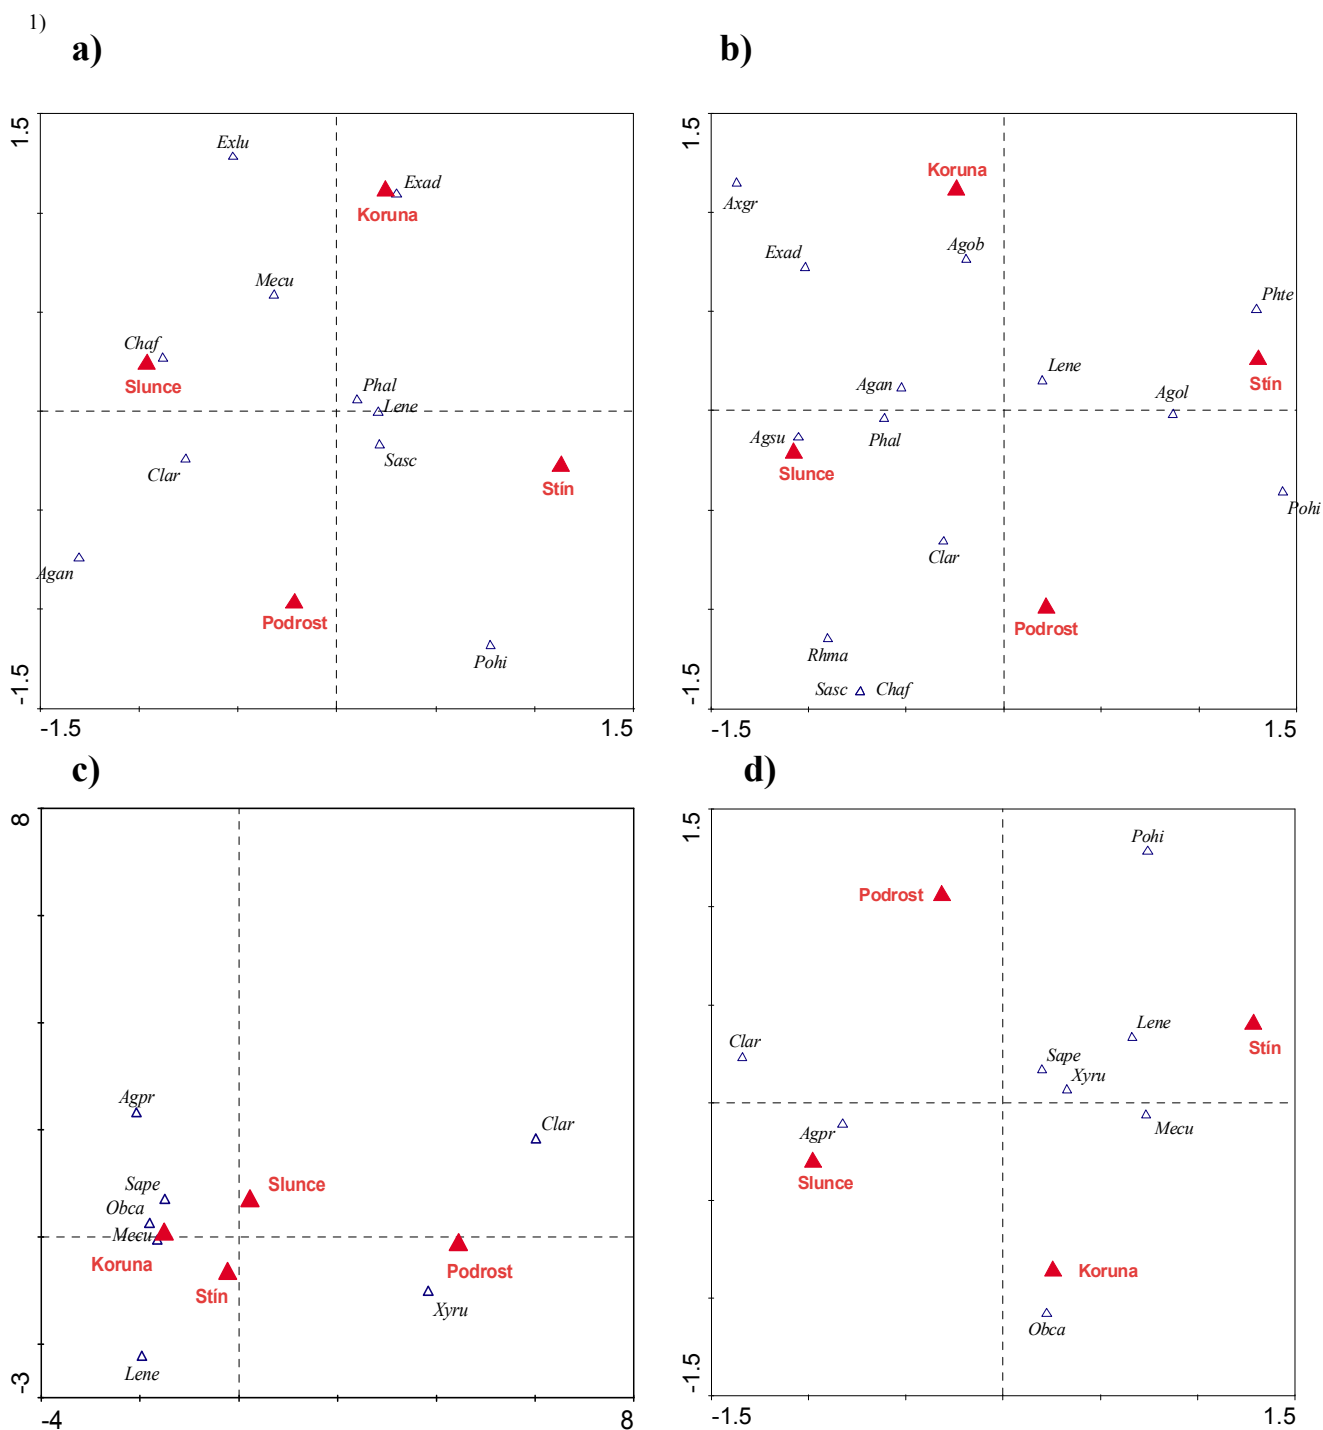 1)
a)
b)
1.5
Exlu
Exad
Koruna
Mecu
Chaf
Slunce
Phal
Lene
Sasc
Clar
Stín
Agan
Podrost
Pohi
-1.5
-1.5
1.5
1.5
Koruna
Axgr
Agob
Exad
Phte
Lene
Stín
Agan
Agol
Agsu
Phal
Slunce
Pohi
Clar
Podrost
Rhma
Sasc
Chaf
-1.5
-1.5
1.5
c)
d)
8
Agpr
Clar
Sape
Slunce
Obca
Mecu
Koruna
Podrost
Stín
Xyru
Lene
-3
-4
8
1.5
Pohi
Podrost
Lene
Stín
Clar
Sape
Xyru
Agpr
Mecu
Slunce
Koruna
Obca
-1.5
-1.5
1.5